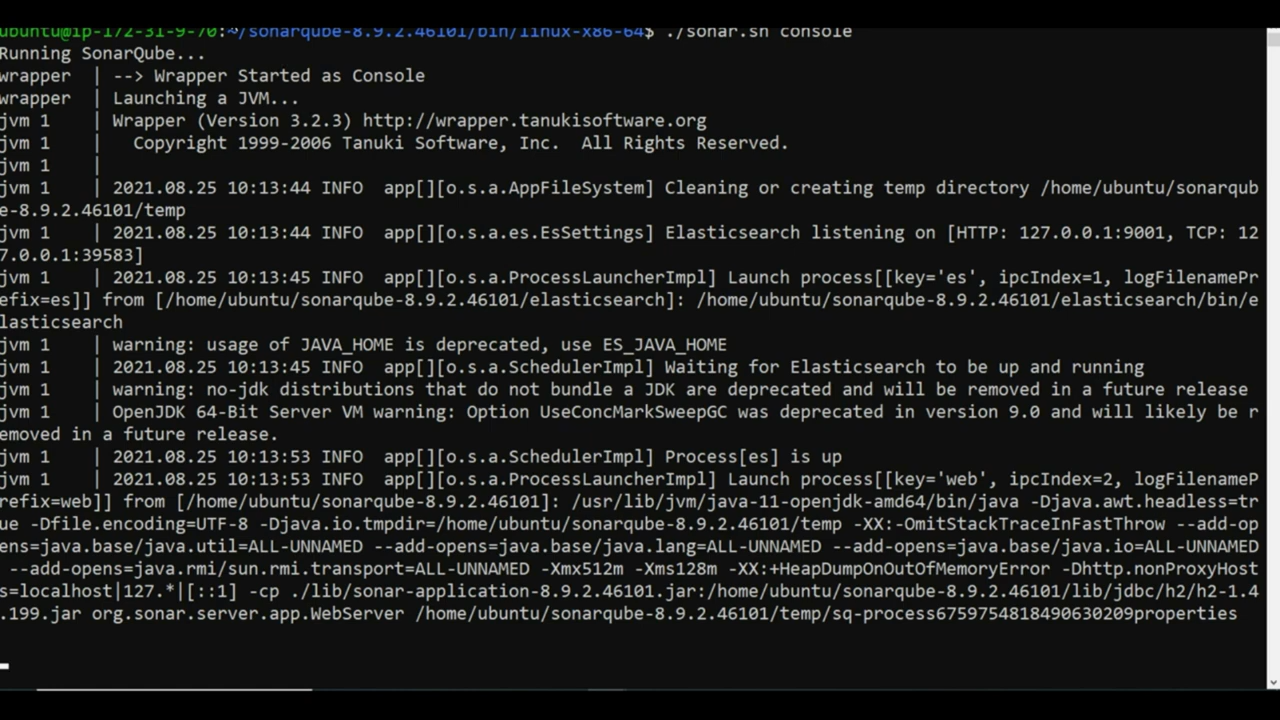 ubuntu@ip-172-31-9-70:~/sonarqube-8.9.2.46101/bin/linux-x86-64$ ./sonar.sh console
Running SonarQube...
wrapper  | --> Wrapper Started as Console
wrapper  | Launching a JVM...
jvm 1    | Wrapper (Version 3.2.3) http://wrapper.tanukisoftware.org
jvm 1    |   Copyright 1999-2006 Tanuki Software, Inc.  All Rights Reserved.
jvm 1    |
jvm 1    | 2021.08.25 10:13:44 INFO  app[][o.s.a.AppFileSystem] Cleaning or creating temp directory /home/ubuntu/sonarqub
e-8.9.2.46101/temp
jvm 1    | 2021.08.25 10:13:44 INFO  app[][o.s.a.es.EsSettings] Elasticsearch listening on [HTTP: 127.0.0.1:9001, TCP: 12
7.0.0.1:39583]
jvm 1    | 2021.08.25 10:13:45 INFO  app[][o.s.a.ProcessLauncherImpl] Launch process[[key='es', ipcIndex=1, logFilenamePr
efix=es]] from [/home/ubuntu/sonarqube-8.9.2.46101/elasticsearch]: /home/ubuntu/sonarqube-8.9.2.46101/elasticsearch/bin/e
lasticsearch
jvm 1    | warning: usage of JAVA_HOME is deprecated, use ES_JAVA_HOME
jvm 1    | 2021.08.25 10:13:45 INFO  app[][o.s.a.SchedulerImpl] Waiting for Elasticsearch to be up and running
jvm 1    | warning: no-jdk distributions that do not bundle a JDK are deprecated and will be removed in a future release
jvm 1    | OpenJDK 64-Bit Server VM warning: Option UseConcMarkSweepGC was deprecated in version 9.0 and will likely be r
emoved in a future release.
jvm 1    | 2021.08.25 10:13:53 INFO  app[][o.s.a.SchedulerImpl] Process[es] is up
jvm 1    | 2021.08.25 10:13:53 INFO  app[][o.s.a.ProcessLauncherImpl] Launch process[[key='web', ipcIndex=2, logFilenameP
refix=web]] from [/home/ubuntu/sonarqube-8.9.2.46101]: /usr/lib/jvm/java-11-openjdk-amd64/bin/java -Djava.awt.headless=tr
ue -Dfile.encoding=UTF-8 -Djava.io.tmpdir=/home/ubuntu/sonarqube-8.9.2.46101/temp -XX:-OmitStackTraceInFastThrow --add-op
ens=java.base/java.util=ALL-UNNAMED --add-opens=java.base/java.lang=ALL-UNNAMED --add-opens=java.base/java.io=ALL-UNNAMED
 --add-opens=java.rmi/sun.rmi.transport=ALL-UNNAMED -Xmx512m -Xms128m -XX:+HeapDumpOnOutOfMemoryError -Dhttp.nonProxyHost
s=localhost|127.*|[::1] -cp ./lib/sonar-application-8.9.2.46101.jar:/home/ubuntu/sonarqube-8.9.2.46101/lib/jdbc/h2/h2-1.4
.199.jar org.sonar.server.app.WebServer /home/ubuntu/sonarqube-8.9.2.46101/temp/sq-process6759754818490630209properties